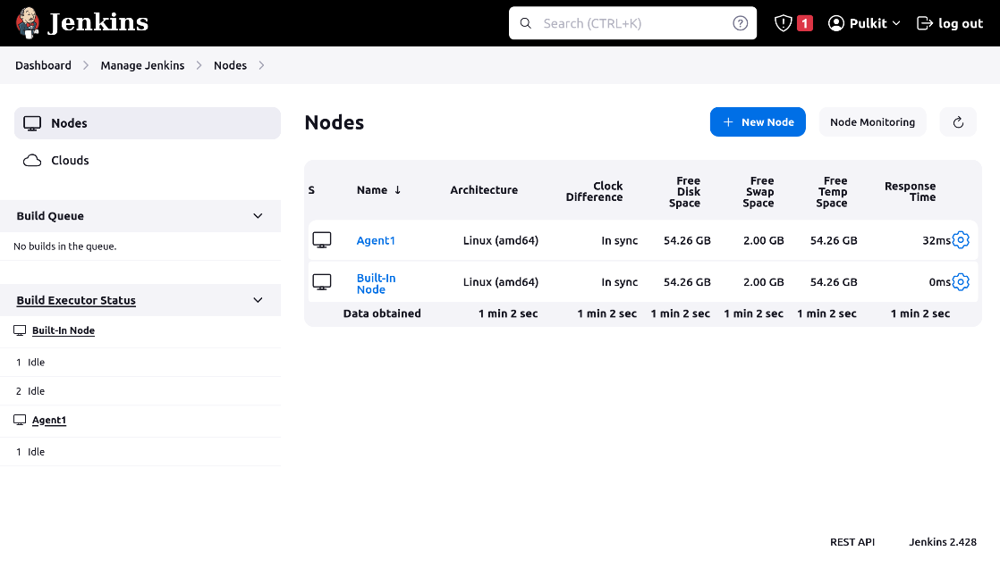 Jenkins
Search (CTRL+K)
1
Pulkit
log out
Dashboard
Manage Jenkins
Nodes
Nodes
Clouds
Build Queue
No builds in the queue.
Build Executor Status
Built-In Node
1 Idle
2 Idle
Agent1
1 Idle
Nodes
+ New Node
Node Monitoring
S Name ↓ Architecture Clock Difference Free Disk Space Free Swap Space Free Temp Space Response Time
Agent1 Linux (amd64) In sync 54.26 GB 2.00 GB 54.26 GB 32ms
Built-In Node Linux (amd64) In sync 54.26 GB 2.00 GB 54.26 GB 0ms
Data obtained 1 min 2 sec 1 min 2 sec 1 min 2 sec 1 min 2 sec 1 min 2 sec 1 min 2 sec
REST API
Jenkins 2.428